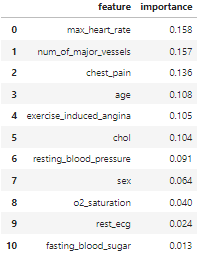 feature importance
0 max_heart_rate 0.158
1 num_of_major_vessels 0.157
2 chest_pain 0.136
3 age 0.108
4 exercise_induced_angina 0.105
5 chol 0.104
6 resting_blood_pressure 0.091
7 sex 0.064
8 o2_saturation 0.040
9 rest_ecg 0.024
10 fasting_blood_sugar 0.013